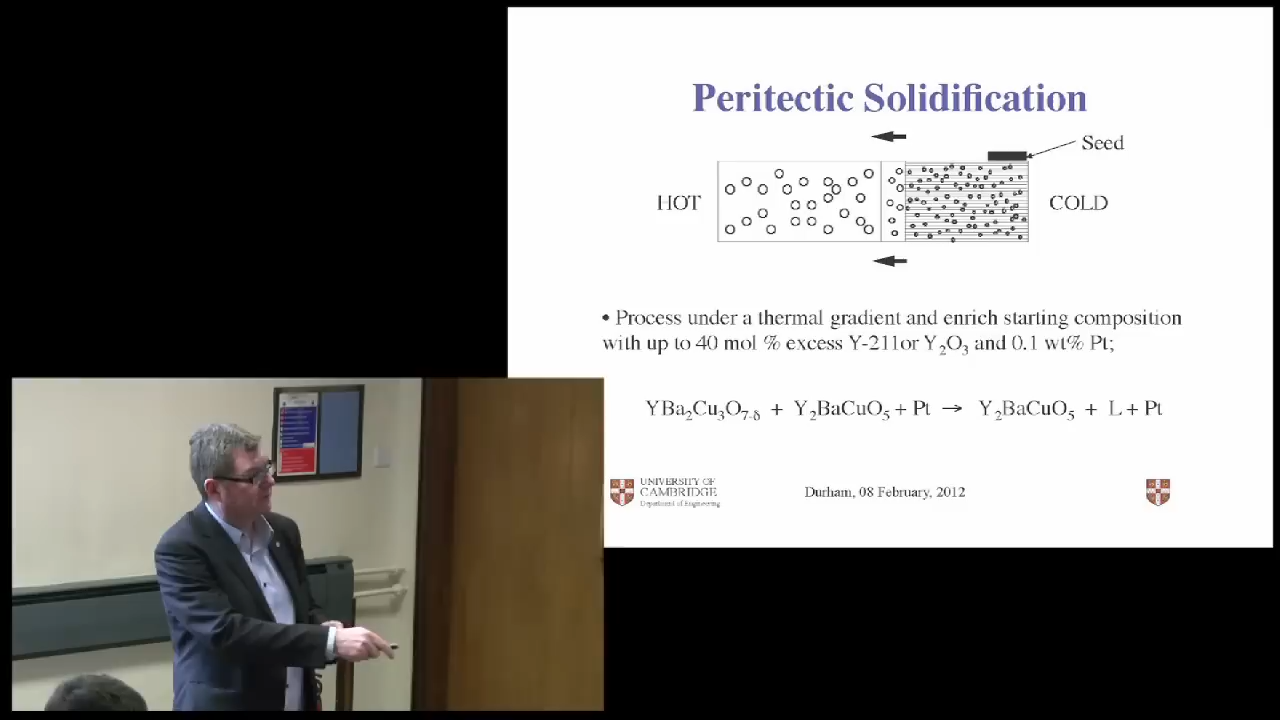 Peritectic Solidification
Seed
HOT
COLD
• Process under a thermal gradient and enrich starting composition
with up to 40 mol % excess Y-211or Y₂O₃ and 0.1 wt% Pt;
YBa₂Cu₃O₇₋δ + Y₂BaCuO₅ + Pt → Y₂BaCuO₅ + L + Pt
UNIVERSITY OF
CAMBRIDGE
Department of Engineering
Durham, 08 February, 2012